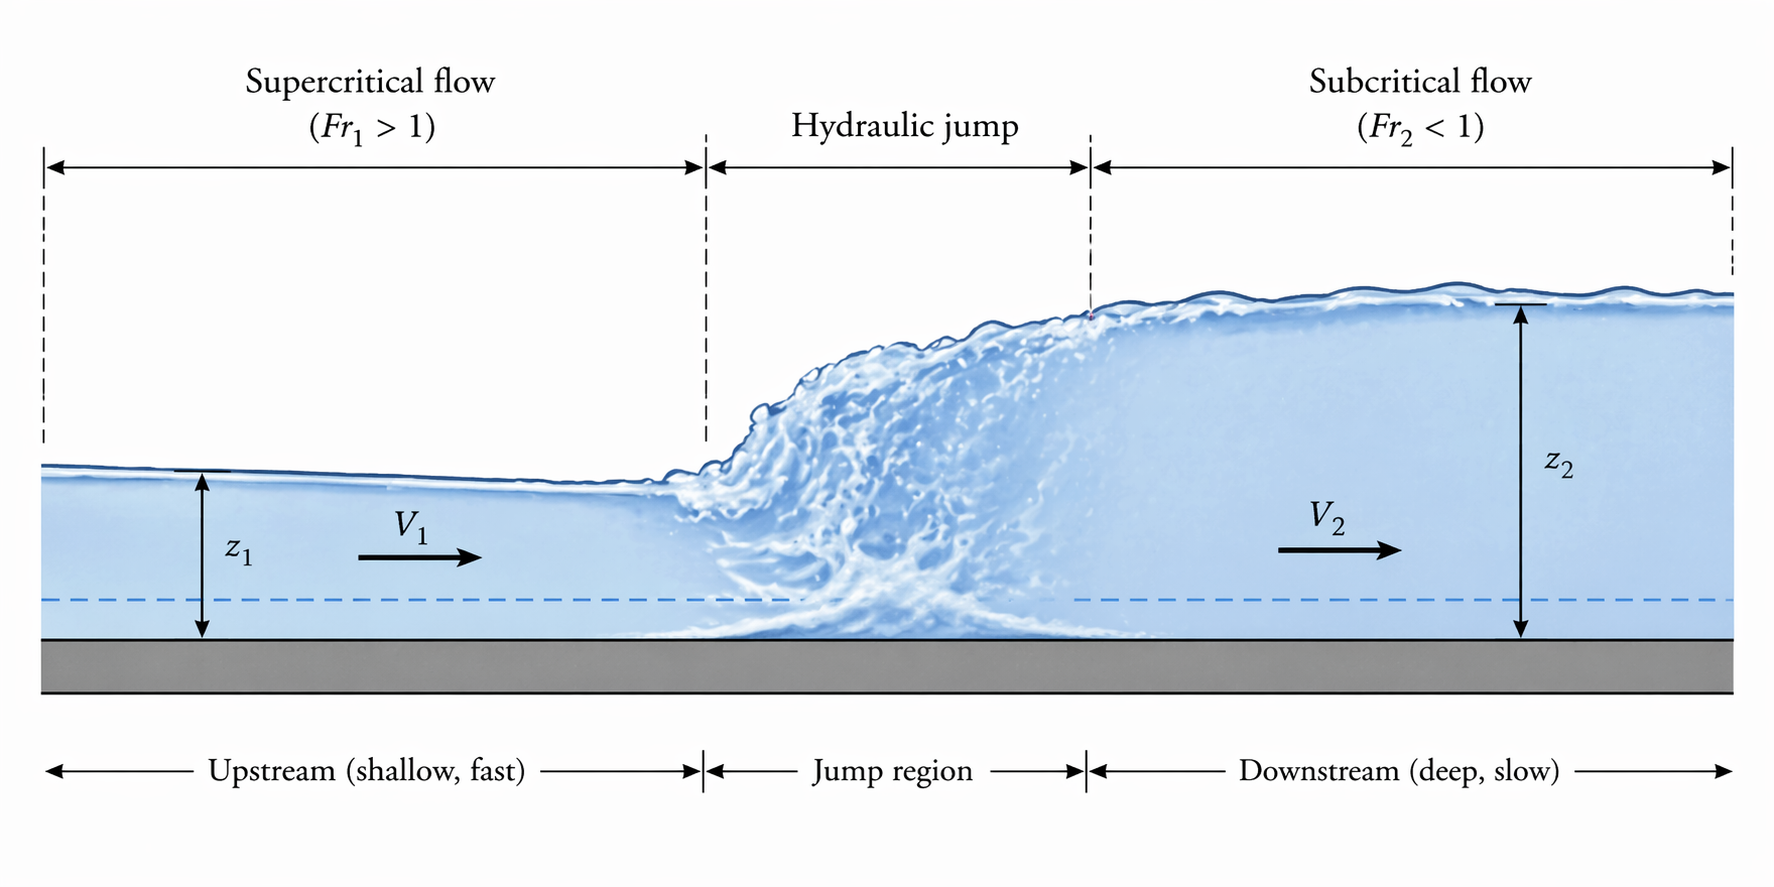 Supercritical flow
(Fr₁ > 1)
Hydraulic jump
Subcritical flow
(Fr₂ < 1)
z₁
V₁
V₂
z₂
Upstream (shallow, fast)
Jump region
Downstream (deep, slow)